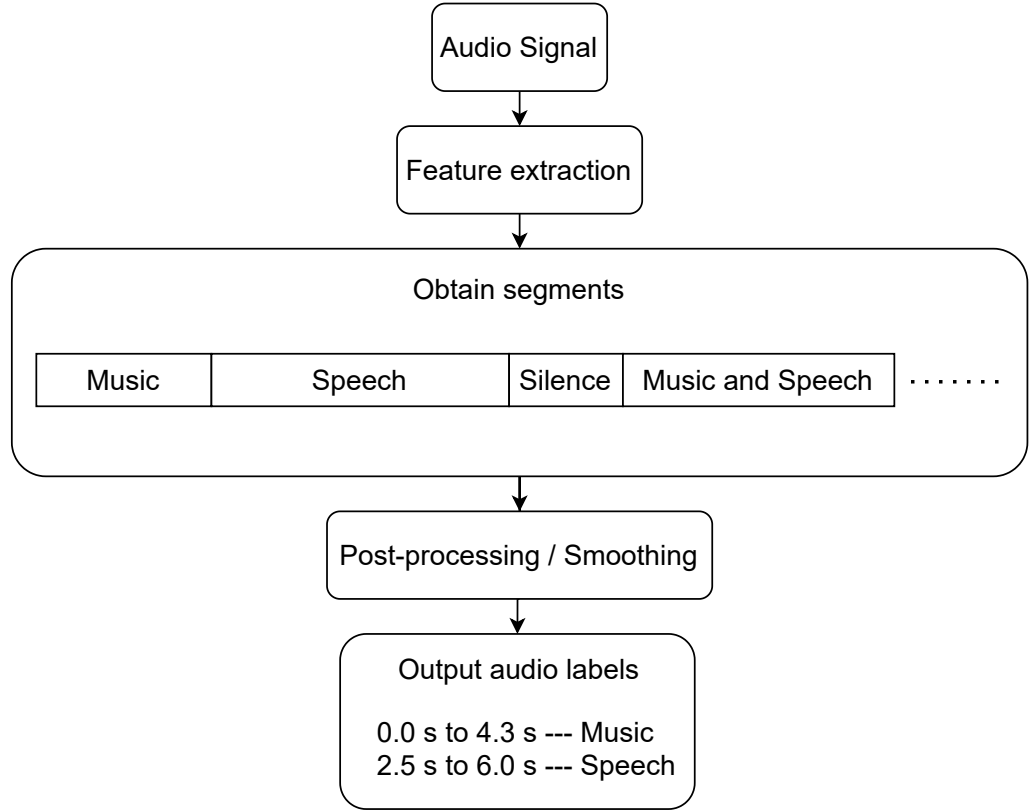 Audio Signal
Feature extraction
Obtain segments
Music Speech Silence Music and Speech .......
Post-processing / Smoothing
Output audio labels
0.0 s to 4.3 s --- Music
2.5 s to 6.0 s --- Speech